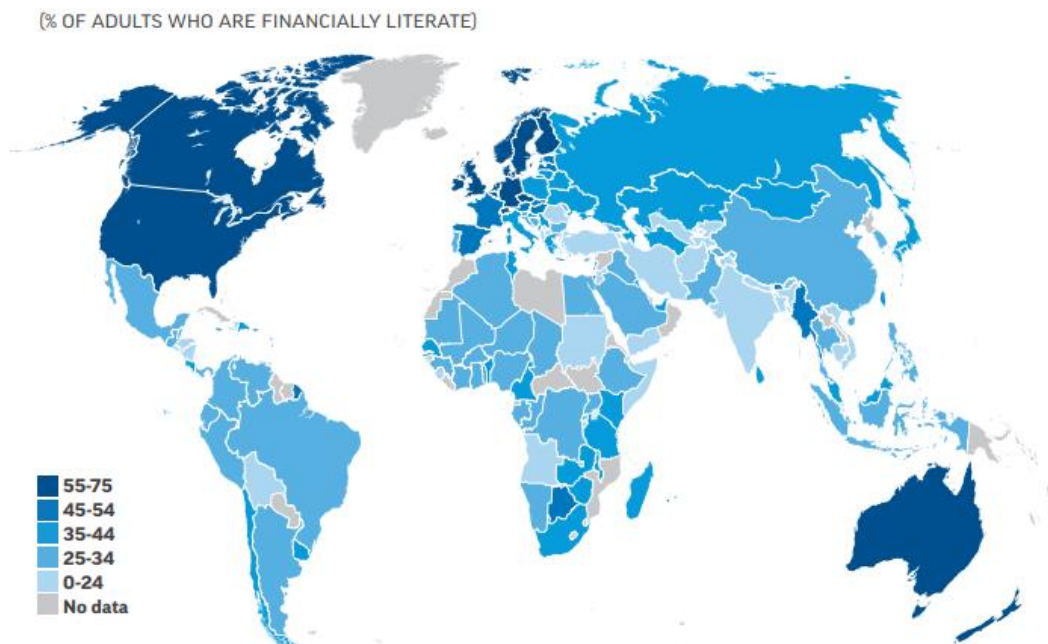 (% OF ADULTS WHO ARE FINANCIALLY LITERATE)
55-75
45-54
35-44
25-34
0-24
No data